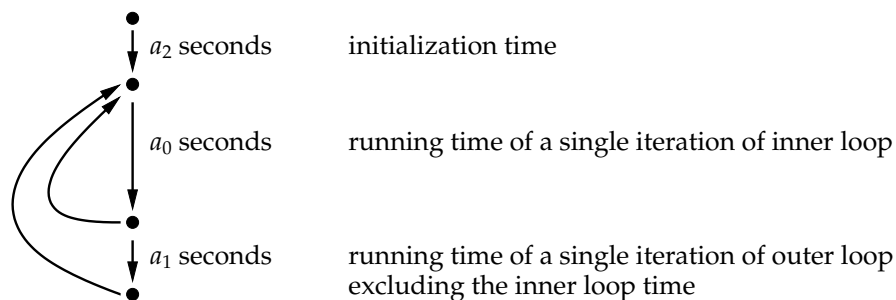 a₂ seconds initialization time
a₀ seconds running time of a single iteration of inner loop
a₁ seconds running time of a single iteration of outer loop
excluding the inner loop time